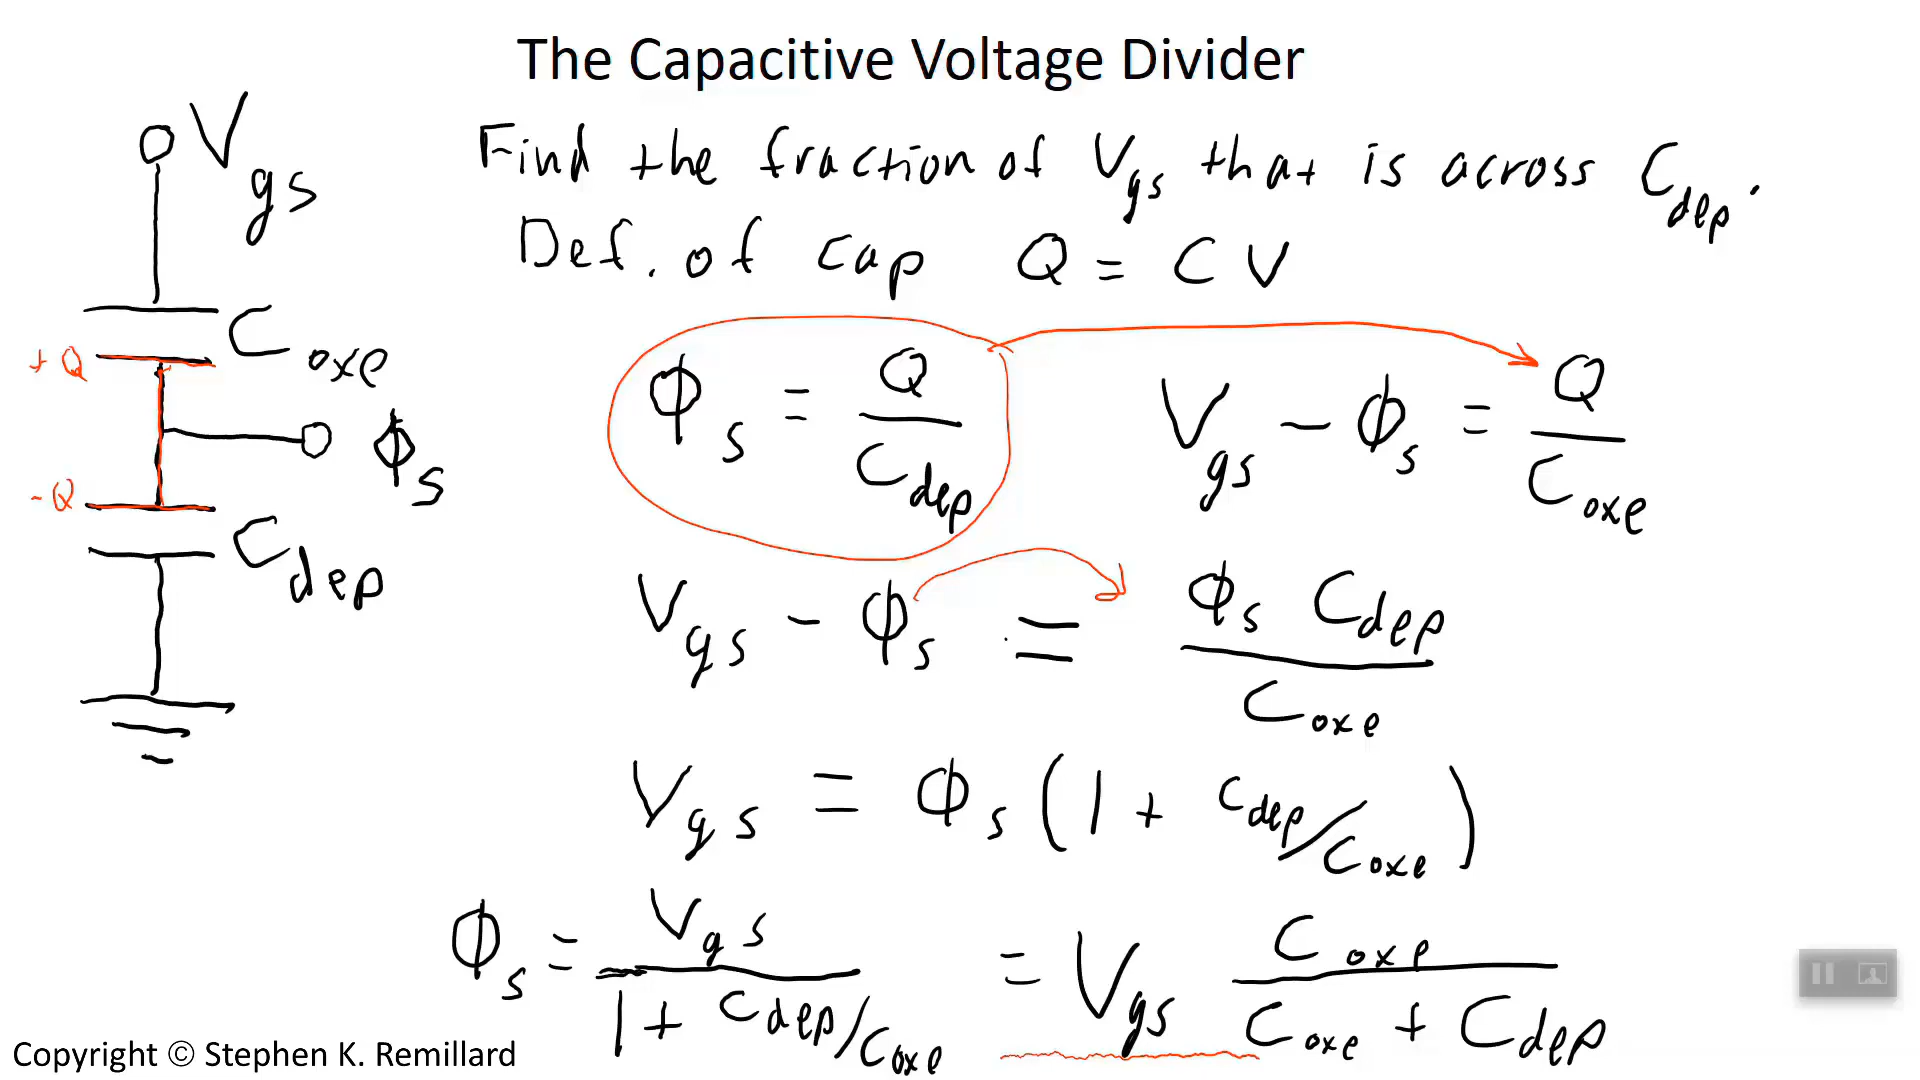 The Capacitive Voltage Divider
Vgs
Find the fraction of Vgs that is across Cdep.
Def. of cap Q = CV
Coxe
+Q
ϕs
-Q
Cdep
ϕs = Q/Cdep
Vgs - ϕs = Q/Coxe
Vgs - ϕs = ϕs Cdep/Coxe
Vgs = ϕs (1 + Cdep/Coxe)
ϕs = Vgs/(1 + Cdep/Coxe) = Vgs Coxe/(Coxe + Cdep)
Copyright © Stephen K. Remillard